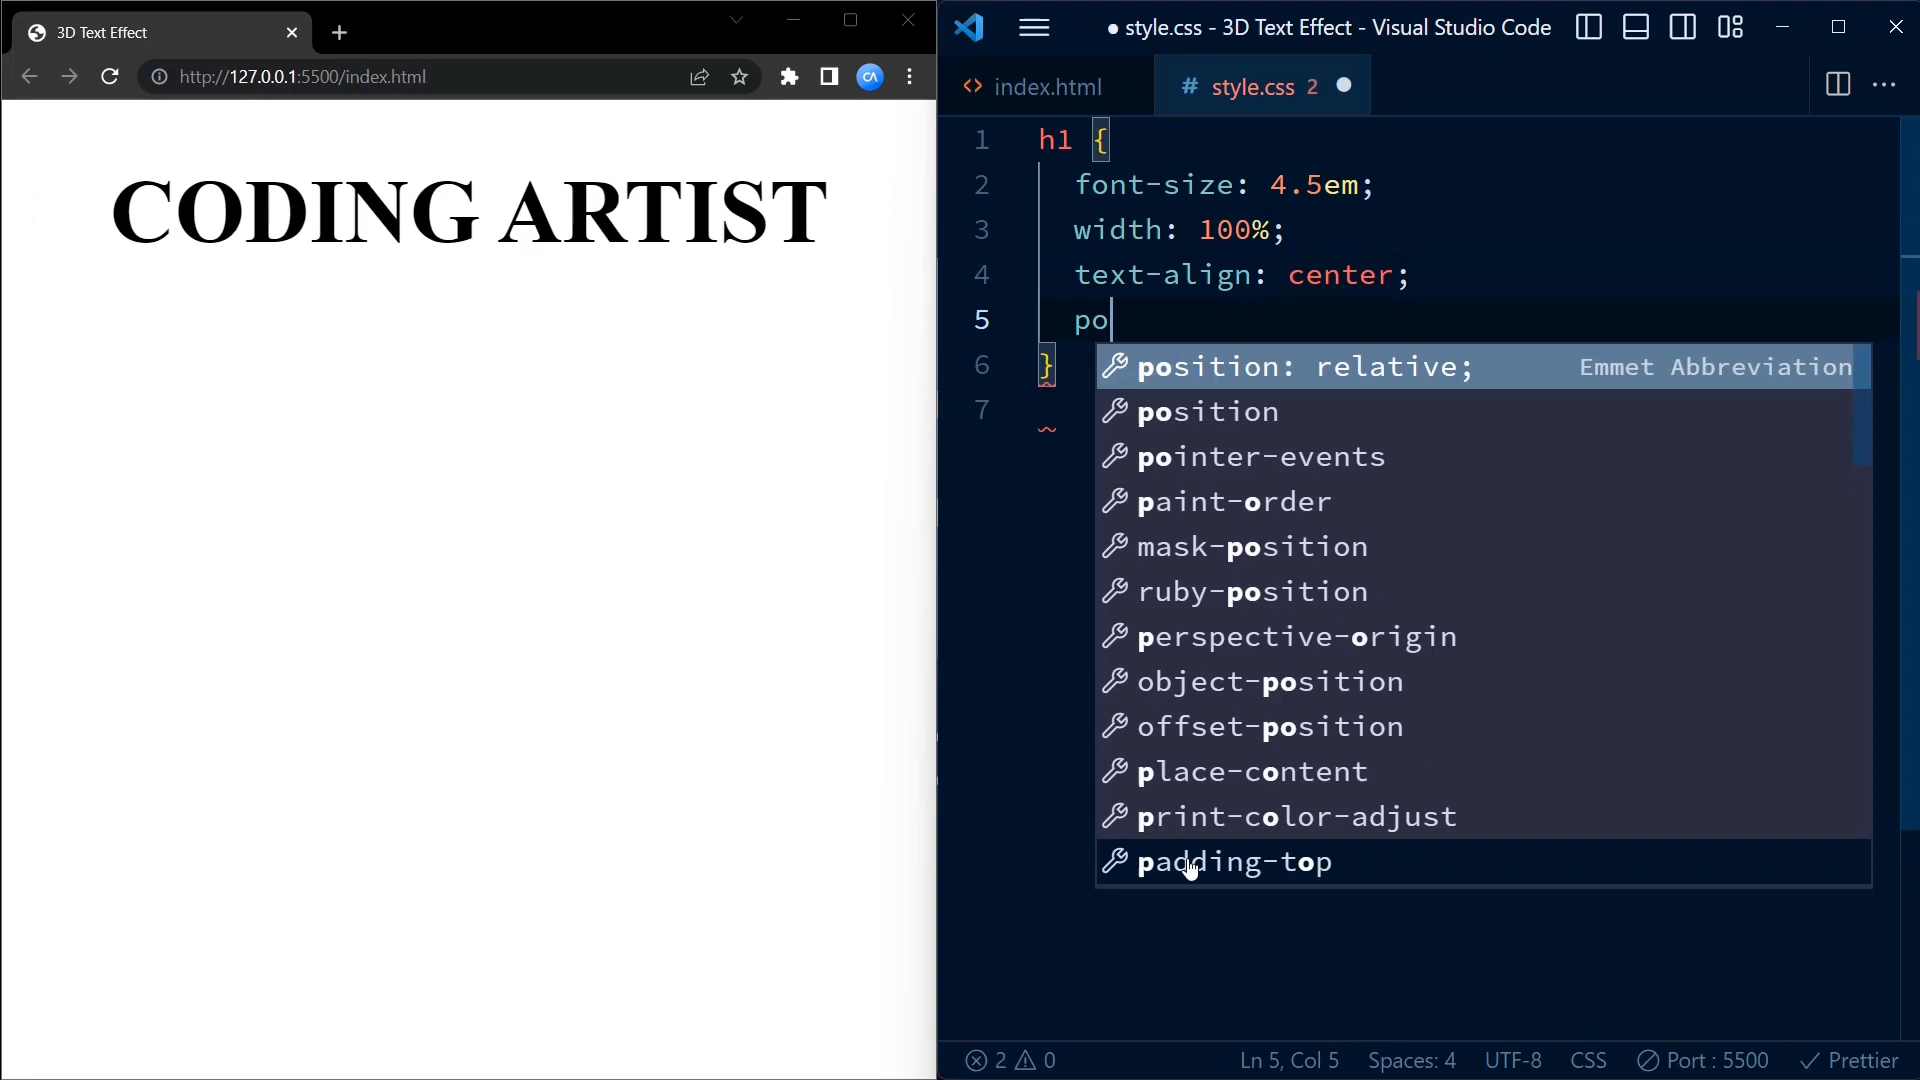 3D Text Effect
http://127.0.0.1:5500/index.html
CA
CODING ARTIST
● style.css - 3D Text Effect - Visual Studio Code
<> index.html
# style.css 2 ●
1 h1 {
2 font-size: 4.5em;
3 width: 100%;
4 text-align: center;
5 po
6 }
7
position: relative; Emmet Abbreviation
position
pointer-events
paint-order
mask-position
ruby-position
perspective-origin
object-position
offset-position
place-content
print-color-adjust
padding-top
2 0 Ln 5, Col 5 Spaces: 4 UTF-8 CSS Port : 5500 Prettier